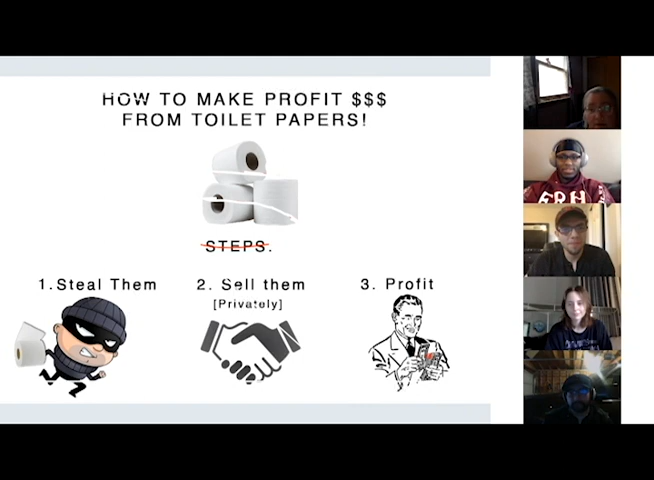 HOW TO MAKE PROFIT $$$
FROM TOILET PAPERS!
STEPS.
1.Steal Them
2. Sell them
[Privately]
3. Profit